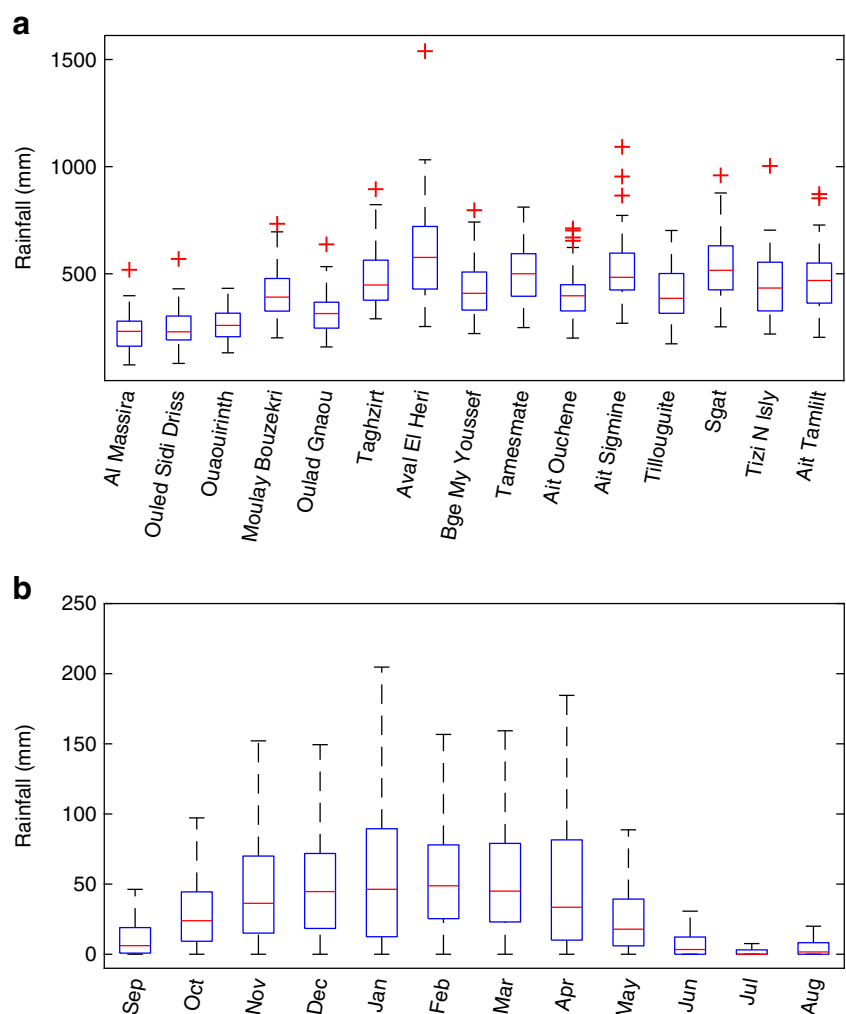 a
1500
1000
500
Rainfall (mm)
Al Massira
Ouled Sidi Driss
Ouaouirinth
Moulay Bouzekri
Oulad Gnaou
Taghzirt
Aval El Heri
Bge My Youssef
Tamesmate
Ait Ouchene
Ait Sigmine
Tillouguite
Sgat
Tizi N Isly
Ait Tamlilt
b
250
200
150
100
50
0
Rainfall (mm)
Sep
Oct
Nov
Dec
Jan
Feb
Mar
Apr
May
Jun
Jul
Aug